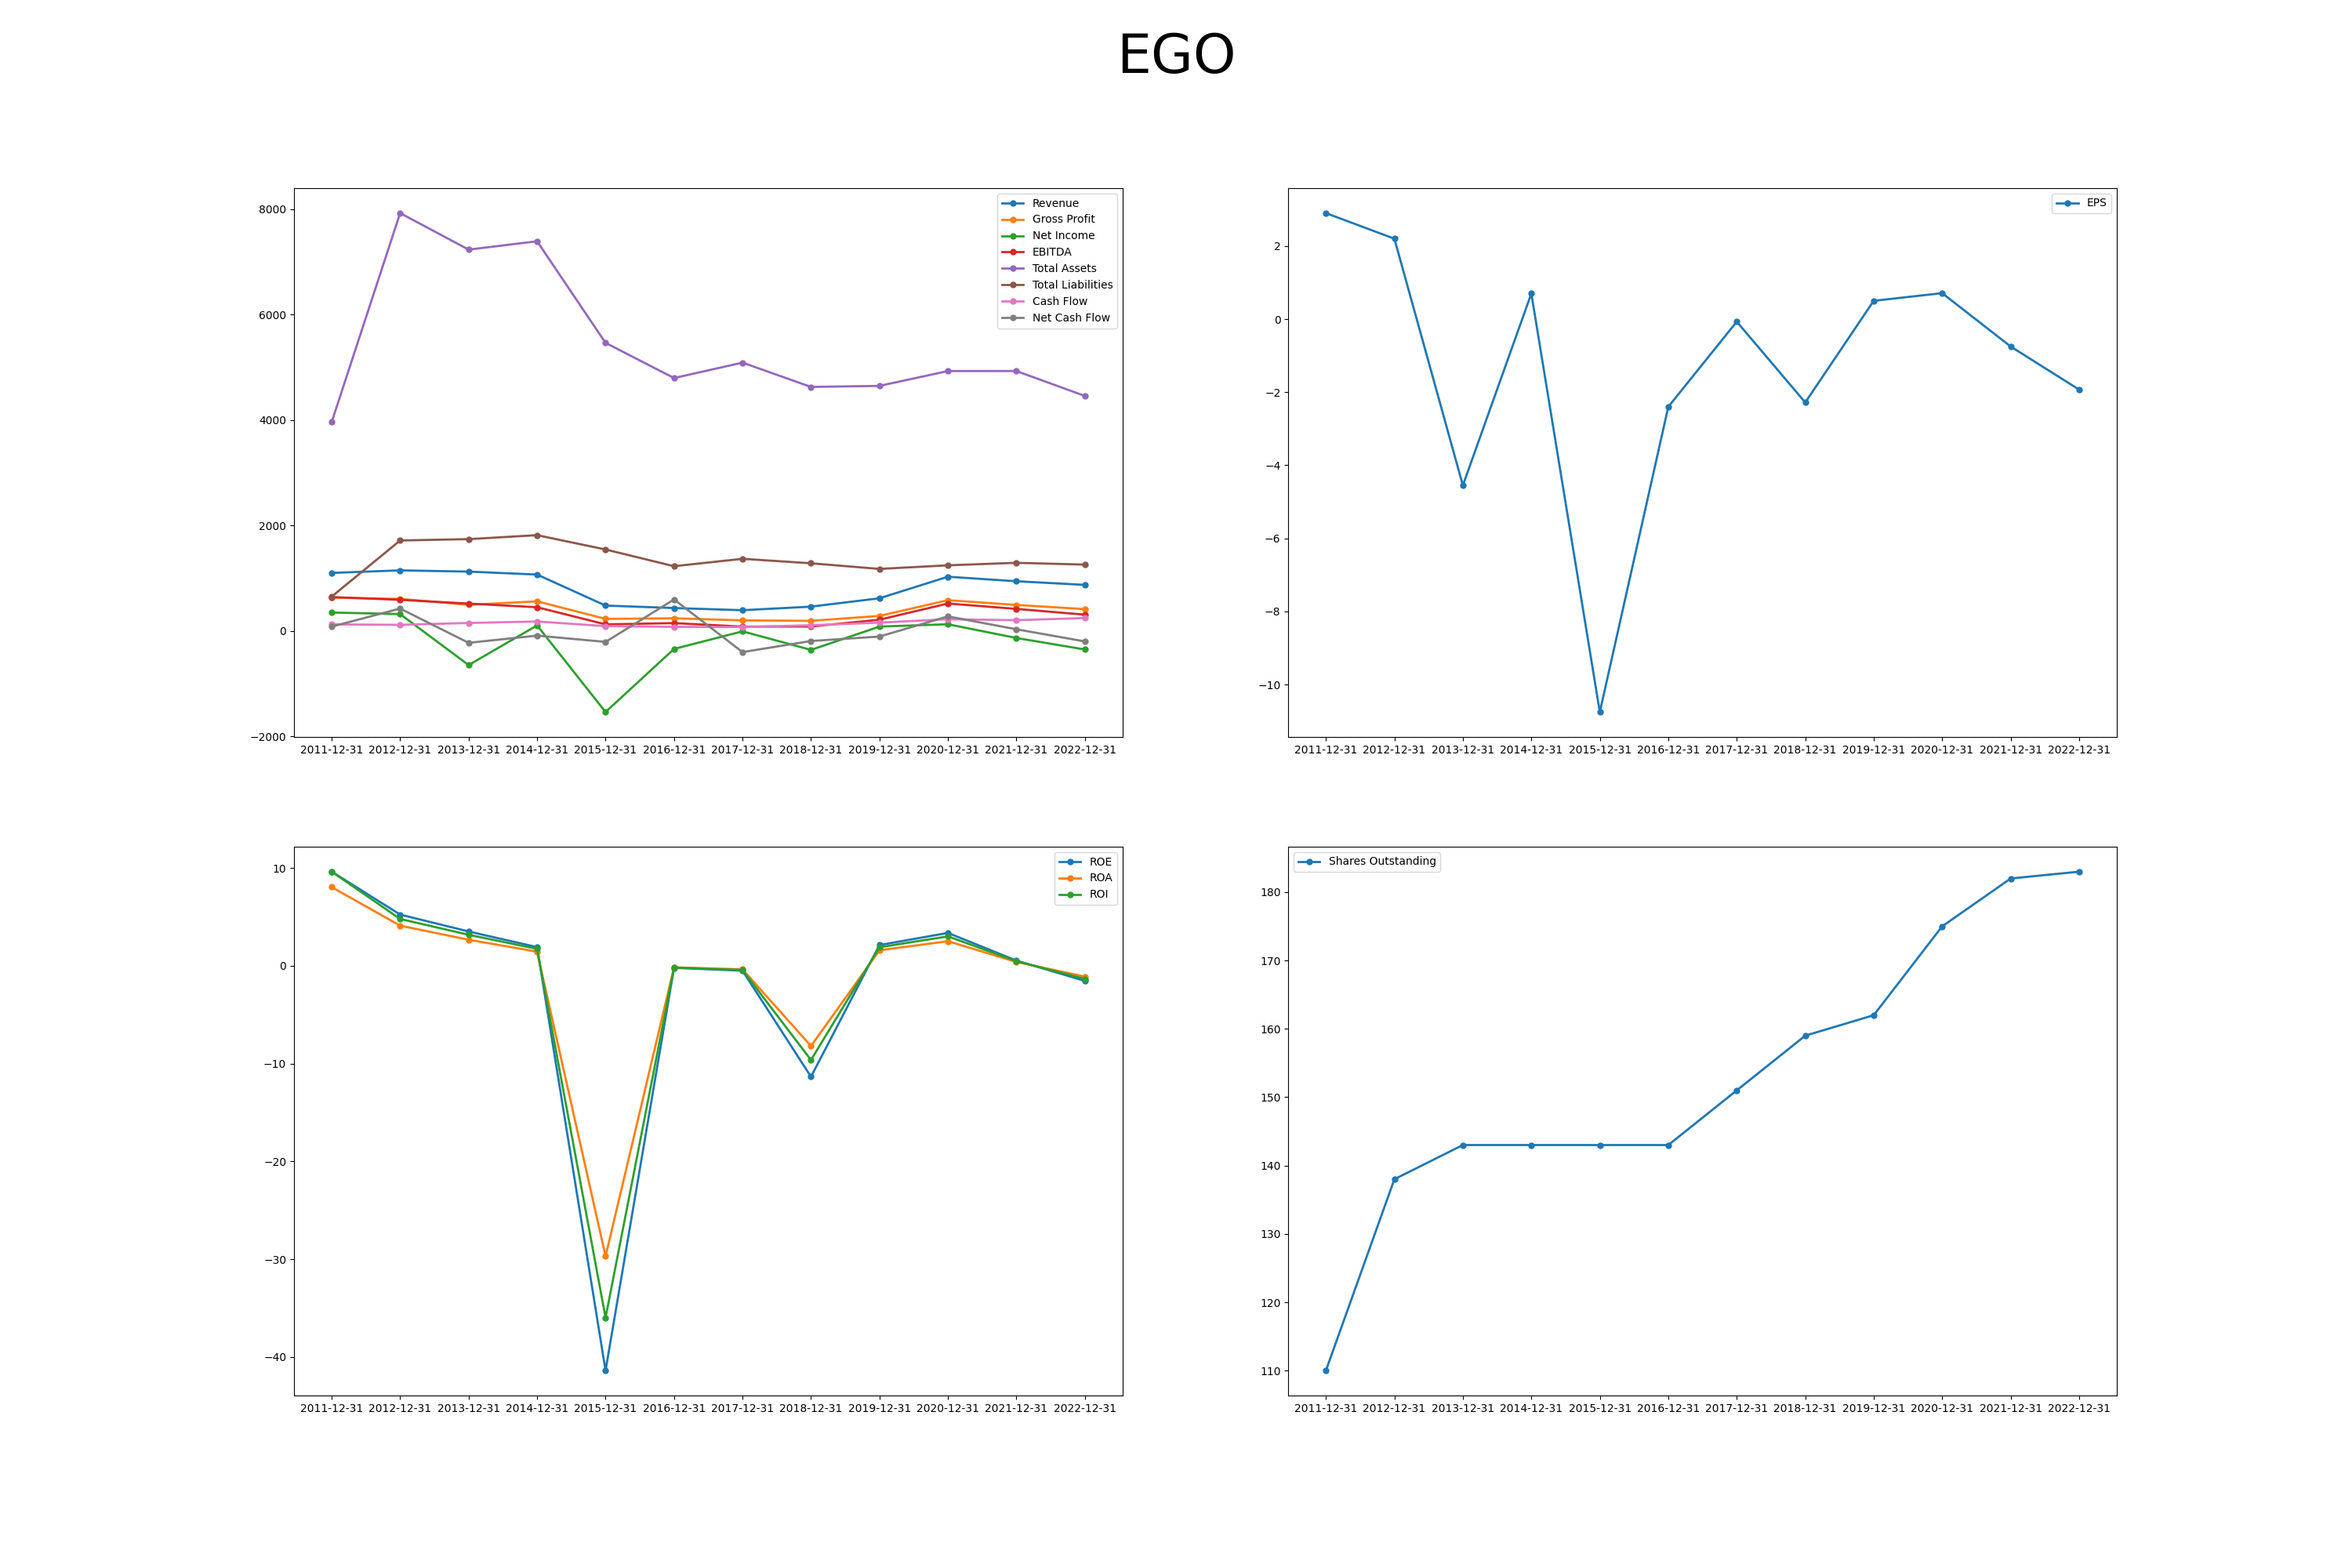 EGO
8000
6000
4000
2000
0
−2000
2011-12-31 2012-12-31 2013-12-31 2014-12-31 2015-12-31 2016-12-31 2017-12-31 2018-12-31 2019-12-31 2020-12-31 2021-12-31 2022-12-31
Revenue
Gross Profit
Net Income
EBITDA
Total Assets
Total Liabilities
Cash Flow
Net Cash Flow
2
0
−2
−4
−6
−8
−10
2011-12-31 2012-12-31 2013-12-31 2014-12-31 2015-12-31 2016-12-31 2017-12-31 2018-12-31 2019-12-31 2020-12-31 2021-12-31 2022-12-31
EPS
10
0
−10
−20
−30
−40
2011-12-31 2012-12-31 2013-12-31 2014-12-31 2015-12-31 2016-12-31 2017-12-31 2018-12-31 2019-12-31 2020-12-31 2021-12-31 2022-12-31
ROE
ROA
ROI
180
170
160
150
140
130
120
110
2011-12-31 2012-12-31 2013-12-31 2014-12-31 2015-12-31 2016-12-31 2017-12-31 2018-12-31 2019-12-31 2020-12-31 2021-12-31 2022-12-31
Shares Outstanding